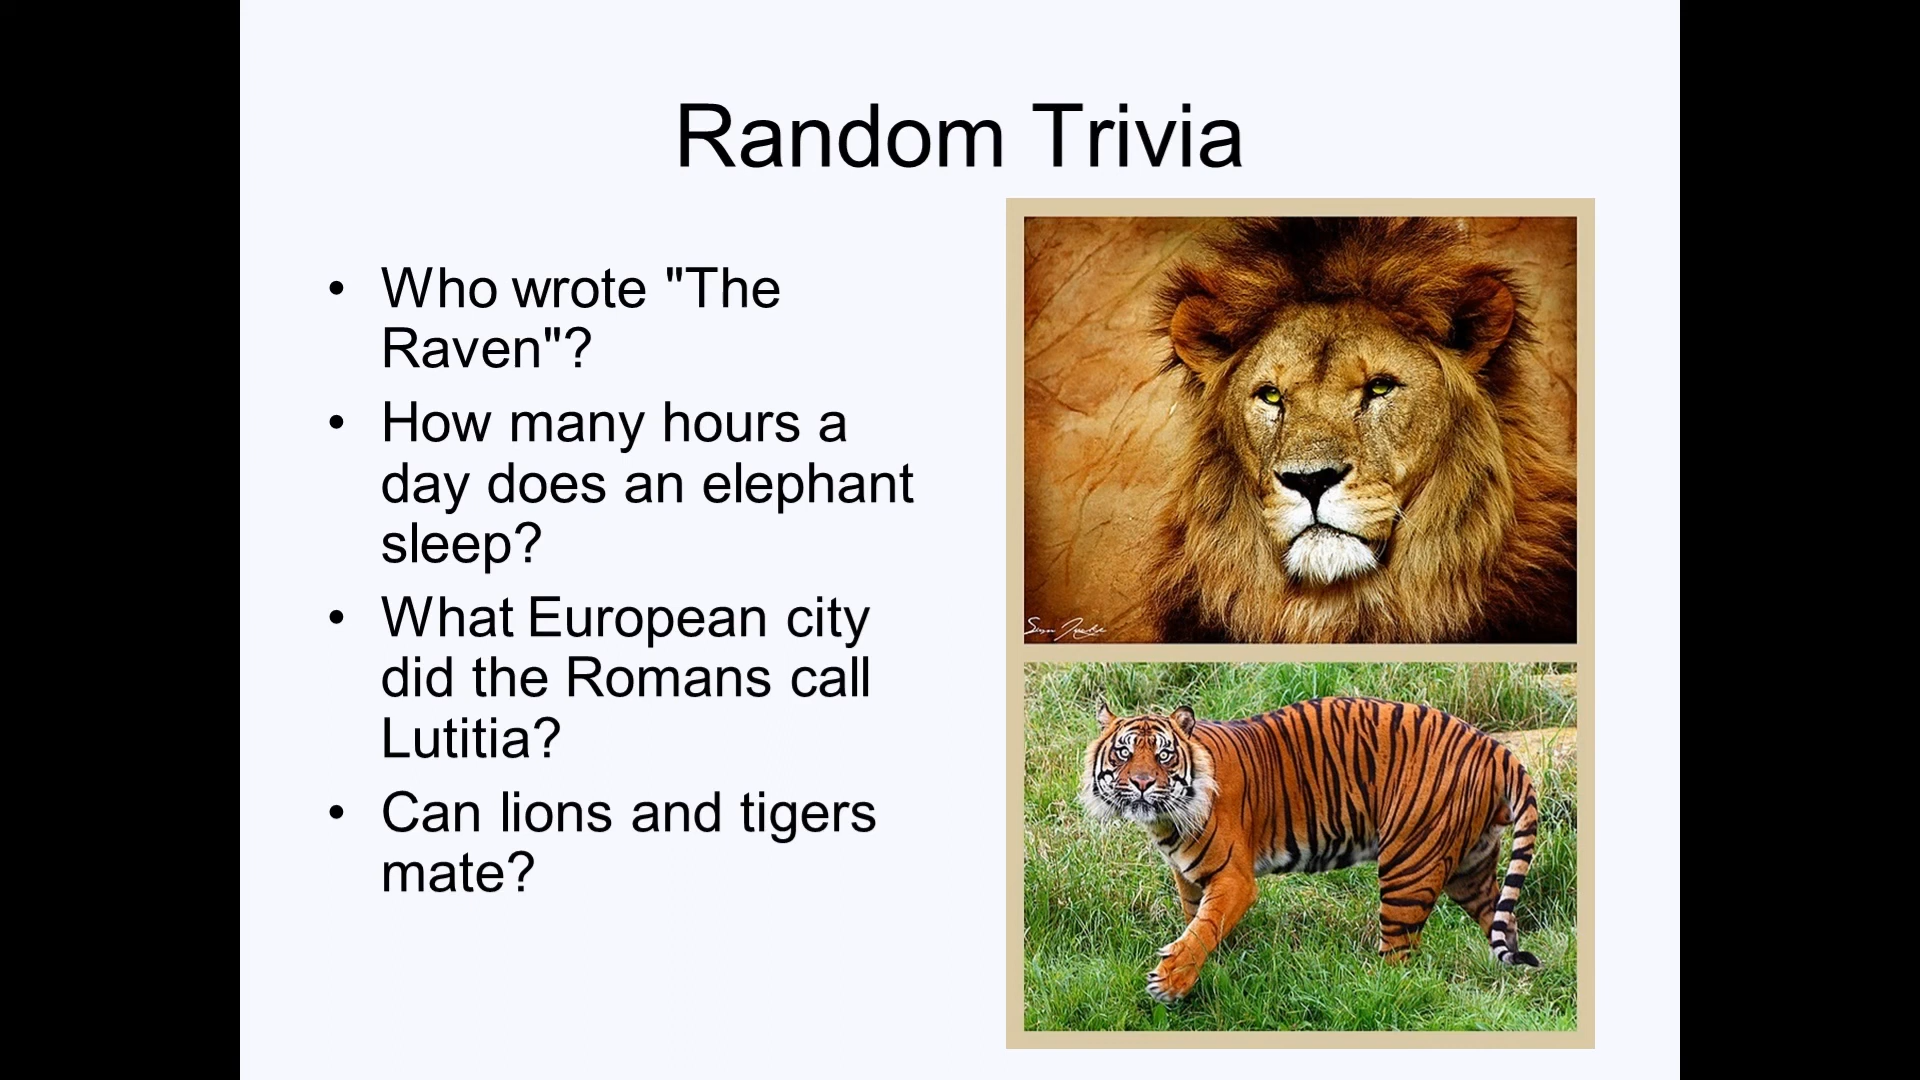 Random Trivia
• Who wrote "The
Raven"?
• How many hours a
day does an elephant
sleep?
• What European city
did the Romans call
Lutitia?
• Can lions and tigers
mate?